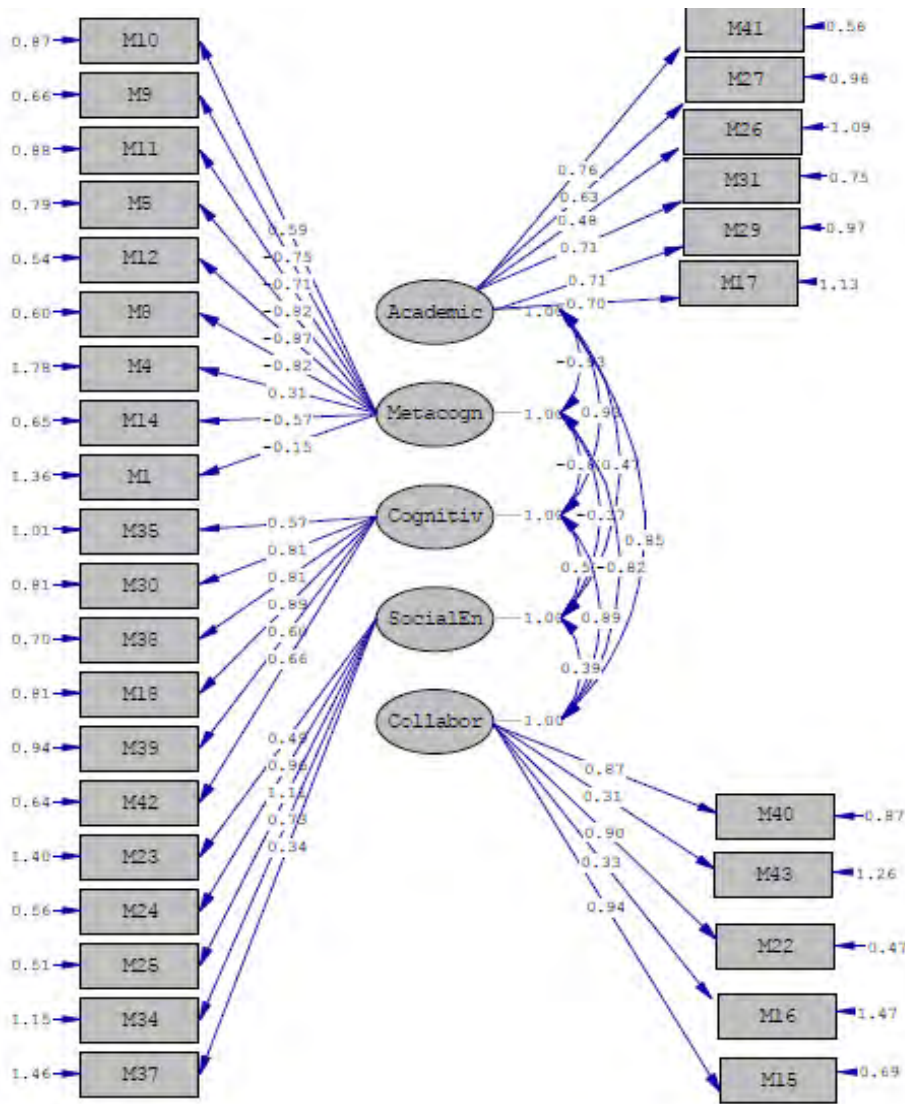 0.87 M10
0.66 M9
0.88 M11
0.79 M5
0.54 M12
0.60 M8
1.78 M4
0.65 M14
1.36 M1
1.01 M35
0.81 M30
0.70 M38
0.81 M18
0.94 M39
0.64 M42
1.40 M23
0.56 M24
0.51 M25
1.15 M34
1.46 M37
0.59
-0.75
-0.71
-0.82
-0.87
-0.82
0.31
-0.57
-0.15
0.57
0.81
0.81
0.89
0.60
0.66
0.49
0.96
1.11
0.73
0.34
Academic 1.00
Metacogn 1.00
Cognitiv 1.00
SocialEn 1.00
Collabor 1.00
0.76
0.63
0.48
0.71
0.71
0.70
M41 0.56
M27 0.96
M26 1.09
M31 0.75
M29 0.97
M17 1.13
0.47
-0.37
0.85
-0.82
0.89
0.39
0.87
0.31
0.90
0.33
0.94
M40 0.87
M43 1.26
M22 0.47
M16 1.47
M15 0.69